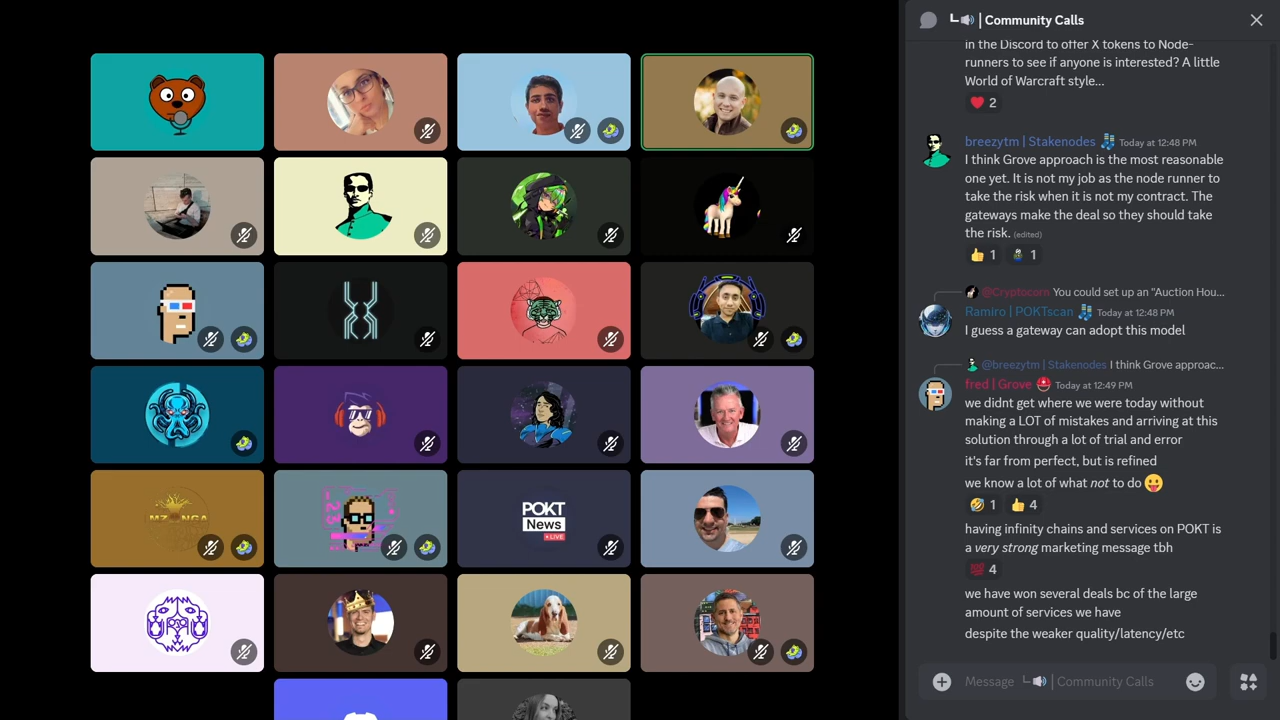 Community Calls
in the Discord to offer X tokens to Node-
runners to see if anyone is interested? A little
World of Warcraft style...
2
breezytm | Stakenodes Today at 12:48 PM
I think Grove approach is the most reasonable
one yet. It is not my job as the node runner to
take the risk when it is not my contract. The
gateways make the deal so they should take
the risk. (edited)
1 1
@Cryptocorn You could set up an "Auction Hou...
Ramiro | POKTscan Today at 12:48 PM
I guess a gateway can adopt this model
@breezytm | Stakenodes I think Grove approac...
fred | Grove Today at 12:49 PM
we didnt get where we were today without
making a LOT of mistakes and arriving at this
solution through a lot of trial and error
it's far from perfect, but is refined
we know a lot of what not to do
1 4
having infinity chains and services on POKT is
a very strong marketing message tbh
4
we have won several deals bc of the large
amount of services we have
despite the weaker quality/latency/etc
Message Community Calls
MZONGA
POKT
News
LIVE